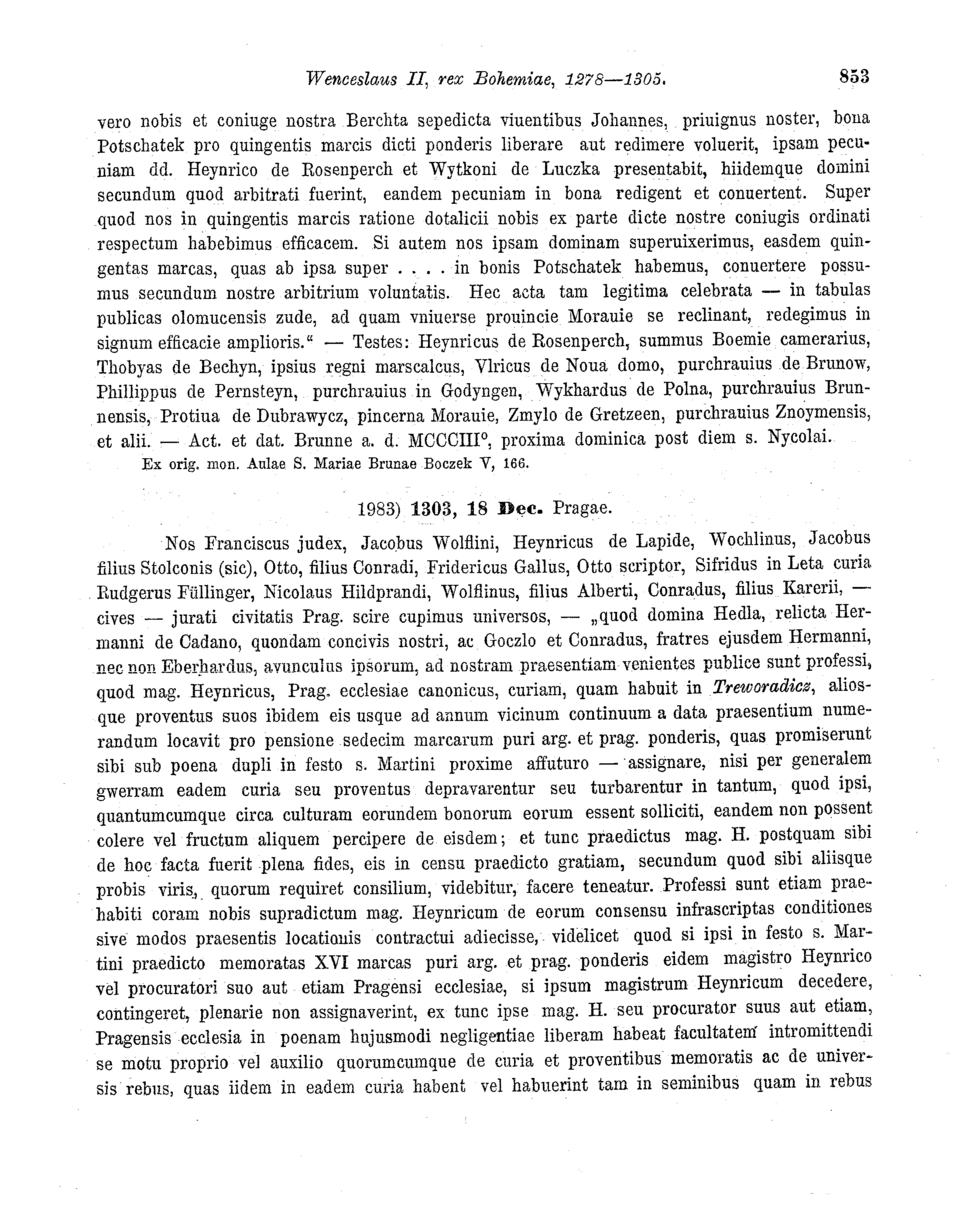 Wenceslaus II, rex Bohemiae, 1278—1305.
853
vero nobis et coniuge nostra Berchta sepedicta viuentibus Johannes, priuignus noster, bona
Potschatek pro quingentis marcis dicti ponderis liberare aut redimere voluerit, ipsam pecu-
niam dd. Heynrico de Rosenperch et Wytkoni de Luczka presentabit, hiidemque domini
secundum quod arbitrati fuerint, eandem pecuniam in bona redigent et conuertent. Super
quod nos in quingentis marcis ratione dotalicii nobis ex parte dicte nostre coniugis ordinati
respectum habebimus efficacem. Si autem nos ipsam dominam superuixerimus, easdem quin-
gentas marcas, quas ab ipsa super . . . . in bonis Potschatek habemus, conuertere possu-
mus secundum nostre arbitrium voluntatis. Hec acta tam legitima celebrata — in tabulas
publicas olomucensis zude, ad quam vniuerse prouincie Morauie se reclinant, redegimus in
signum efficacie amplioris.“ — Testes: Heynricus de Rosenperch, summus Boemie camerarius,
Thobyas de Bechyn, ipsius regni marscalcus, Vlricus de Noua domo, purchrauius de Brunow,
Phillippus de Pernsteyn, purchrauius in Godyngen, Wykhardus de Polna, purchrauius Brun-
nensis, Protiua de Dubrawycz, pincerna Morauie, Zmylo de Gretzeen, purchrauius Znoymensis,
et alii. — Act. et dat. Brunne a. d. MCCCIIIº, proxima dominica post diem s. Nycolai.
Ex orig. mon. Aulae S. Mariae Brunae Boczek V, 166.
1983) 1303, 18 Dec. Pragae.
Nos Franciscus judex, Jacobus Wolflini, Heynricus de Lapide, Wochlinus, Jacobus
filius Stolconis (sic), Otto, filius Conradi, Fridericus Gallus, Otto scriptor, Sifridus in Leta curia
Rudgerus Füllinger, Nicolaus Hildprandi, Wolflinus, filius Alberti, Conradus, filius Karerii, —
cives — jurati civitatis Prag. scire cupimus universos, — „quod domina Hedla, relicta Her-
manni de Cadano, quondam concivis nostri, ac Goczlo et Conradus, fratres ejusdem Hermanni,
nec non Eberhardus, avunculus ipsorum, ad nostram praesentiam venientes publice sunt professi,
quod mag. Heynricus, Prag. ecclesiae canonicus, curiam, quam habuit in Treworadicz, alios-
que proventus suos ibidem eis usque ad annum vicinum continuum a data praesentium nume-
randum locavit pro pensione sedecim marcarum puri arg. et prag. ponderis, quas promiserunt
sibi sub poena dupli in festo s. Martini proxime affuturo — assignare, nisi per generalem
gwerram eadem curia seu proventus depravarentur seu turbarentur in tantum, quod ipsi,
quantumcumque circa culturam eorundem bonorum eorum essent solliciti, eandem non possent
colere vel fructum aliquem percipere de eisdem; et tunc praedictus mag. H. postquam sibi
de hoc facta fuerit plena fides, eis in censu praedicto gratiam, secundum quod sibi aliisque
probis viris, quorum requiret consilium, videbitur, facere teneatur. Professi sunt etiam prae-
habiti coram nobis supradictum mag. Heynricum de eorum consensu infrascriptas conditiones
sive modos praesentis locationis contractui adiecisse, videlicet quod si ipsi in festo s. Mar-
tini praedicto memoratas XVI marcas puri arg. et prag. ponderis eidem magistro Heynrico
vel procuratori suo aut etiam Pragensi ecclesiae, si ipsum magistrum Heynricum decedere,
contingeret, plenarie non assignaverint, ex tunc ipse mag. H. seu procurator suus aut etiam,
Pragensis ecclesia in poenam hujusmodi negligentiae liberam habeat facultatem intromittendi
se motu proprio vel auxilio quorumcumque de curia et proventibus memoratis ac de univer-
sis rebus, quas iidem in eadem curia habent vel habuerint tam in seminibus quam in rebus